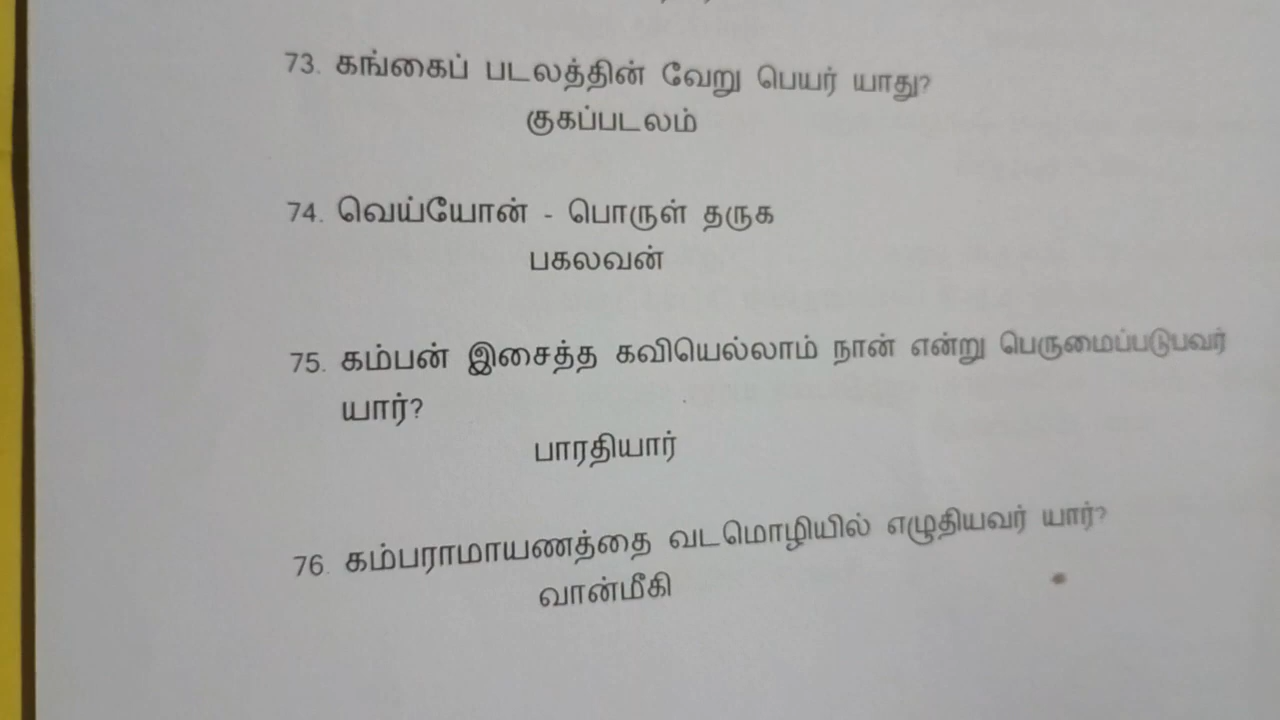 73. கங்கைப் படலத்தின் வேறு பெயர் யாது?
குகப்படலம்
74. வெய்யோன் - பொருள் தருக
பகலவன்
75. கம்பன் இசைத்த கவியெல்லாம் நான் என்று பெருமைப்படுபவர்
யார்?
பாரதியார்
76. கம்பராமாயணத்தை வடமொழியில் எழுதியவர் யார்?
வான்மீகி